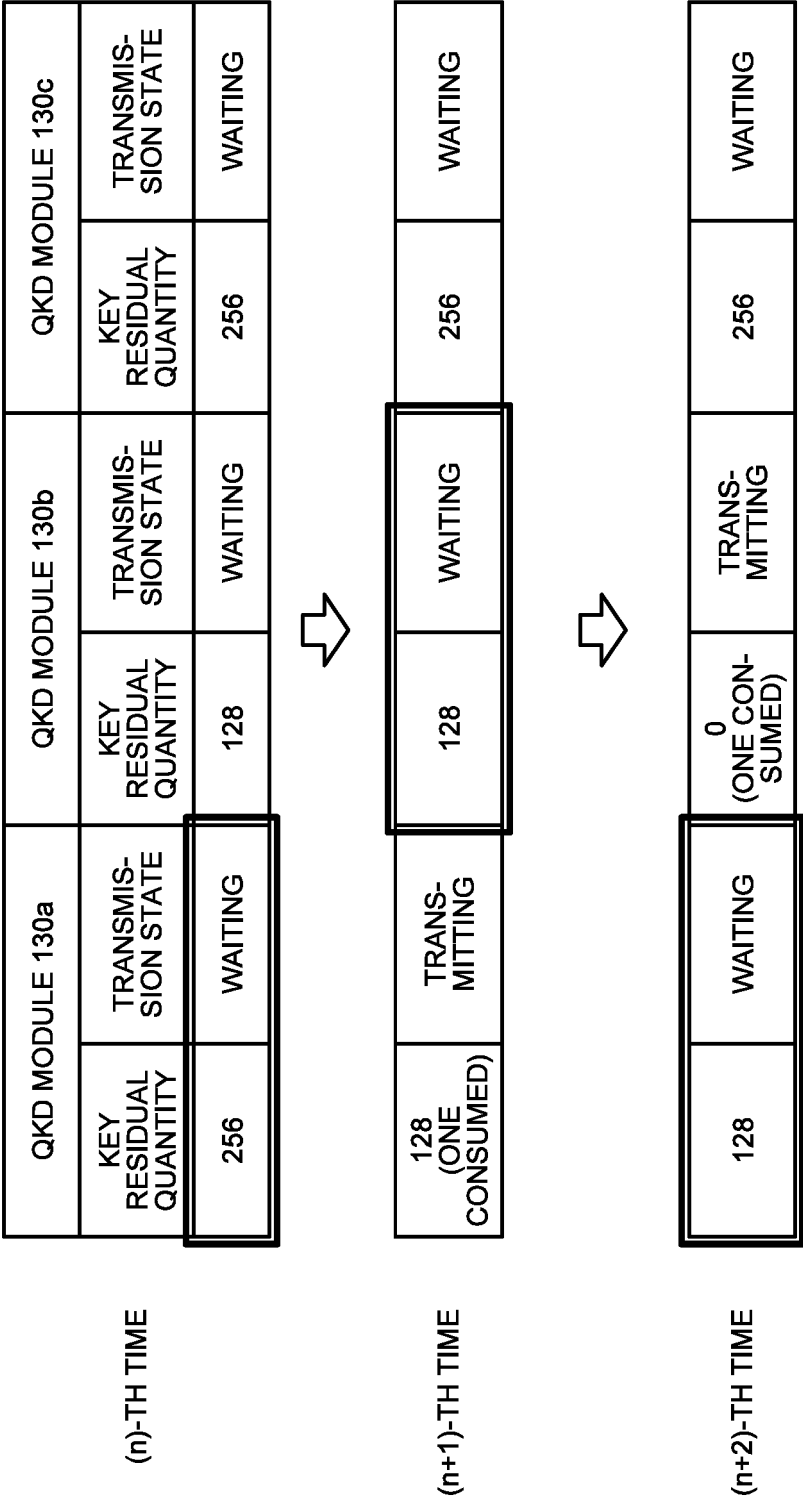 QKD MODULE 130a
QKD MODULE 130b
QKD MODULE 130c
KEY
RESIDUAL
QUANTITY
TRANSMIS-
SION STATE
KEY
RESIDUAL
QUANTITY
TRANSMIS-
SION STATE
KEY
RESIDUAL
QUANTITY
TRANSMIS-
SION STATE
(n)-TH TIME
256
WAITING
128
WAITING
256
WAITING
(n+1)-TH TIME
128
(ONE
CONSUMED)
TRANS-
MITTING
128
WAITING
256
WAITING
(n+2)-TH TIME
128
WAITING
0
(ONE CON-
SUMED)
TRANS-
MITTING
256
WAITING